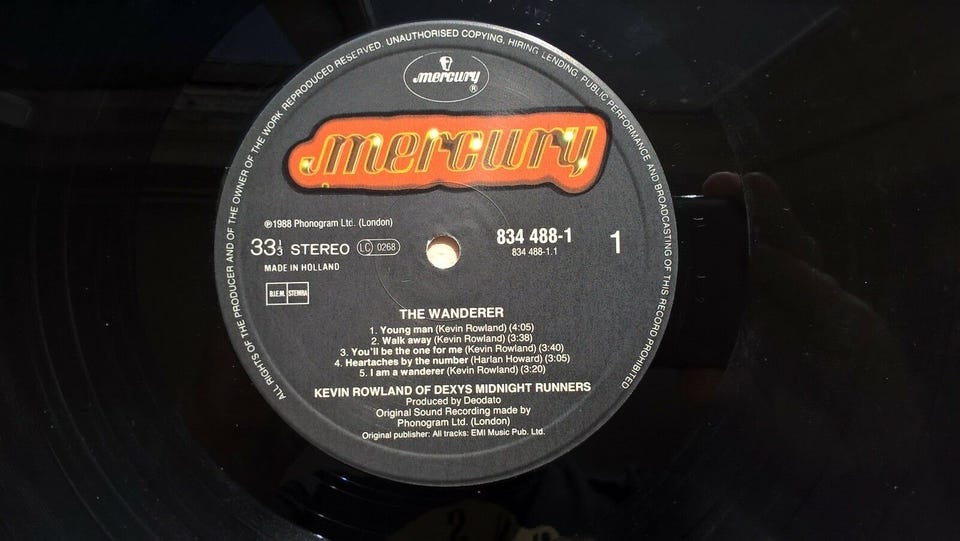 ALL RIGHTS OF THE PRODUCER AND OF THE OWNER OF THE WORK REPRODUCED RESERVED. UNAUTHORISED COPYING, HIRING, LENDING, PUBLIC PERFORMANCE AND BROADCASTING OF THIS RECORD PROHIBITED
mercury
®
mercury
℗1988 Phonogram Ltd. (London)
33⅓ STEREO LC 0268
MADE IN HOLLAND
B.I.E.M. STEMRA
834 488-1 1
834 488-1.1
THE WANDERER
1. Young man (Kevin Rowland) (4:05)
2. Walk away (Kevin Rowland) (3:38)
3. You'll be the one for me (Kevin Rowland) (3:40)
4. Heartaches by the number (Harlan Howard) (3:05)
5. I am a wanderer (Kevin Rowland) (3:20)
KEVIN ROWLAND OF DEXYS MIDNIGHT RUNNERS
Produced by Deodato
Original Sound Recording made by
Phonogram Ltd. (London)
Original publisher: All tracks: EMI Music Pub. Ltd.